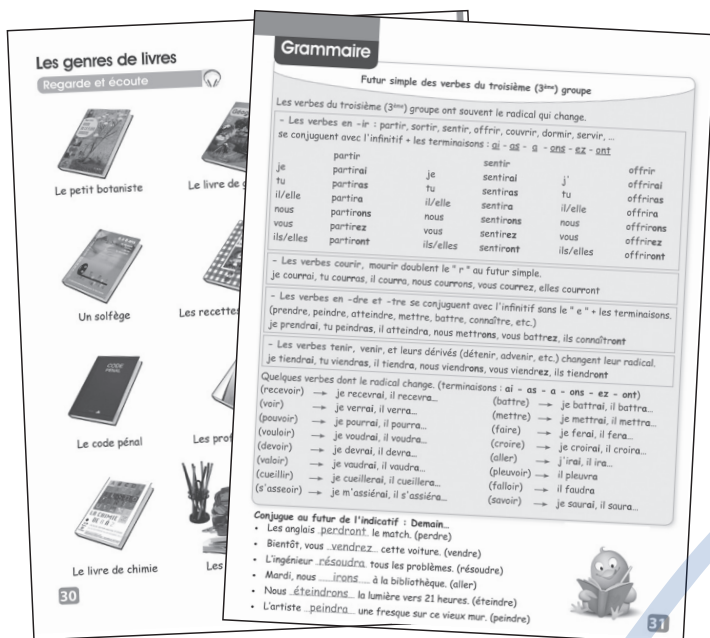 Les genres de livres
Regarde et écoute
Le petit botaniste
Le livre de
Un solfège
Les recettes
CODE
PÉNAL
Le code pénal
Les
LA CHIMIE
Le livre de chimie
Les
30
Grammaire
Futur simple des verbes du troisième (3ème) groupe
Les verbes du troisième (3ème) groupe ont souvent le radical qui change.
- Les verbes en -ir : partir, sortir, sentir, offrir, couvrir, dormir, servir, ...
se conjuguent avec l'infinitif + les terminaisons : ai - as - a - ons - ez - ont
partir sentir offrir
je partirai je sentirai j' offrirai
tu partiras tu sentiras tu offriras
il/elle partira il/elle sentira il/elle offrira
nous partirons nous sentirons nous offrirons
vous partirez vous sentirez vous offrirez
ils/elles partiront ils/elles sentiront ils/elles offriront
- Les verbes courir, mourir doublent le " r " au futur simple.
je courrai, tu courras, il courra, nous courrons, vous courrez, elles courront
- Les verbes en -dre et -tre se conjuguent avec l'infinitif sans le " e " + les terminaisons.
(prendre, peindre, atteindre, mettre, battre, connaître, etc.)
je prendrai, tu peindras, il atteindra, nous mettrons, vous battrez, ils connaîtront
- Les verbes tenir, venir, et leurs dérivés (détenir, advenir, etc.) changent leur radical.
je tiendrai, tu viendras, il tiendra, nous viendrons, vous viendrez, ils tiendront
Quelques verbes dont le radical change. (terminaisons : ai - as - a - ons - ez - ont)
(recevoir) → je recevrai, il recevra... (battre) → je battrai, il battra...
(voir) → je verrai, il verra... (mettre) → je mettrai, il mettra...
(pouvoir) → je pourrai, il pourra... (faire) → je ferai, il fera...
(vouloir) → je voudrai, il voudra... (croire) → je croirai, il croira...
(devoir) → je devrai, il devra... (aller) → j'irai, il ira...
(valoir) → je vaudrai, il vaudra... (pleuvoir) → il pleuvra
(cueillir) → je cueillerai, il cueillera... (falloir) → il faudra
(s'asseoir) → je m'assiérai, il s'assiéra... (savoir) → je saurai, il saura...
Conjugue au futur de l'indicatif : Demain...
• Les anglais perdront le match. (perdre)
• Bientôt, vous vendrez cette voiture. (vendre)
• L'ingénieur résoudra tous les problèmes. (résoudre)
• Mardi, nous irons à la bibliothèque. (aller)
• Nous éteindrons la lumière vers 21 heures. (éteindre)
• L'artiste peindra une fresque sur ce vieux mur. (peindre)
31